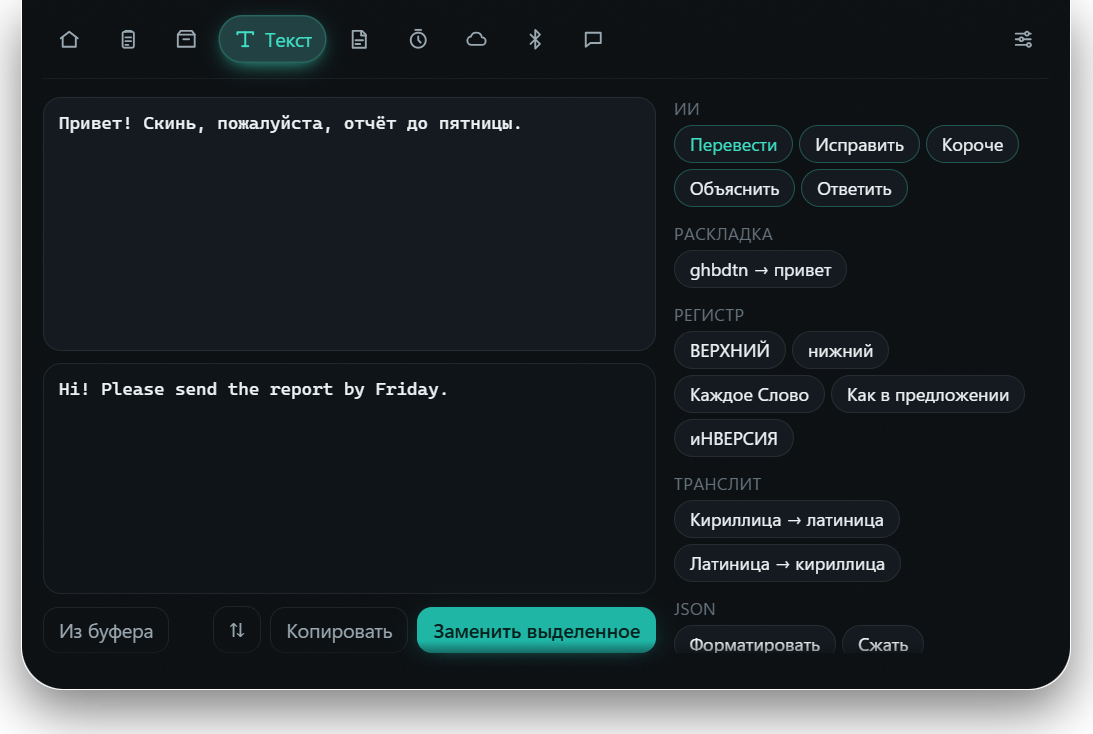 Текст
Привет! Скинь, пожалуйста, отчёт до пятницы.
Hi! Please send the report by Friday.
Из буфера
Копировать
Заменить выделенное
ИИ
Перевести Исправить Короче
Объяснить Ответить
РАСКЛАДКА
ghbdtn → привет
РЕГИСТР
ВЕРХНИЙ нижний
Каждое Слово Как в предложении
иНВЕРСИЯ
ТРАНСЛИТ
Кириллица → латиница
Латиница → кириллица
JSON
Форматировать Сжать